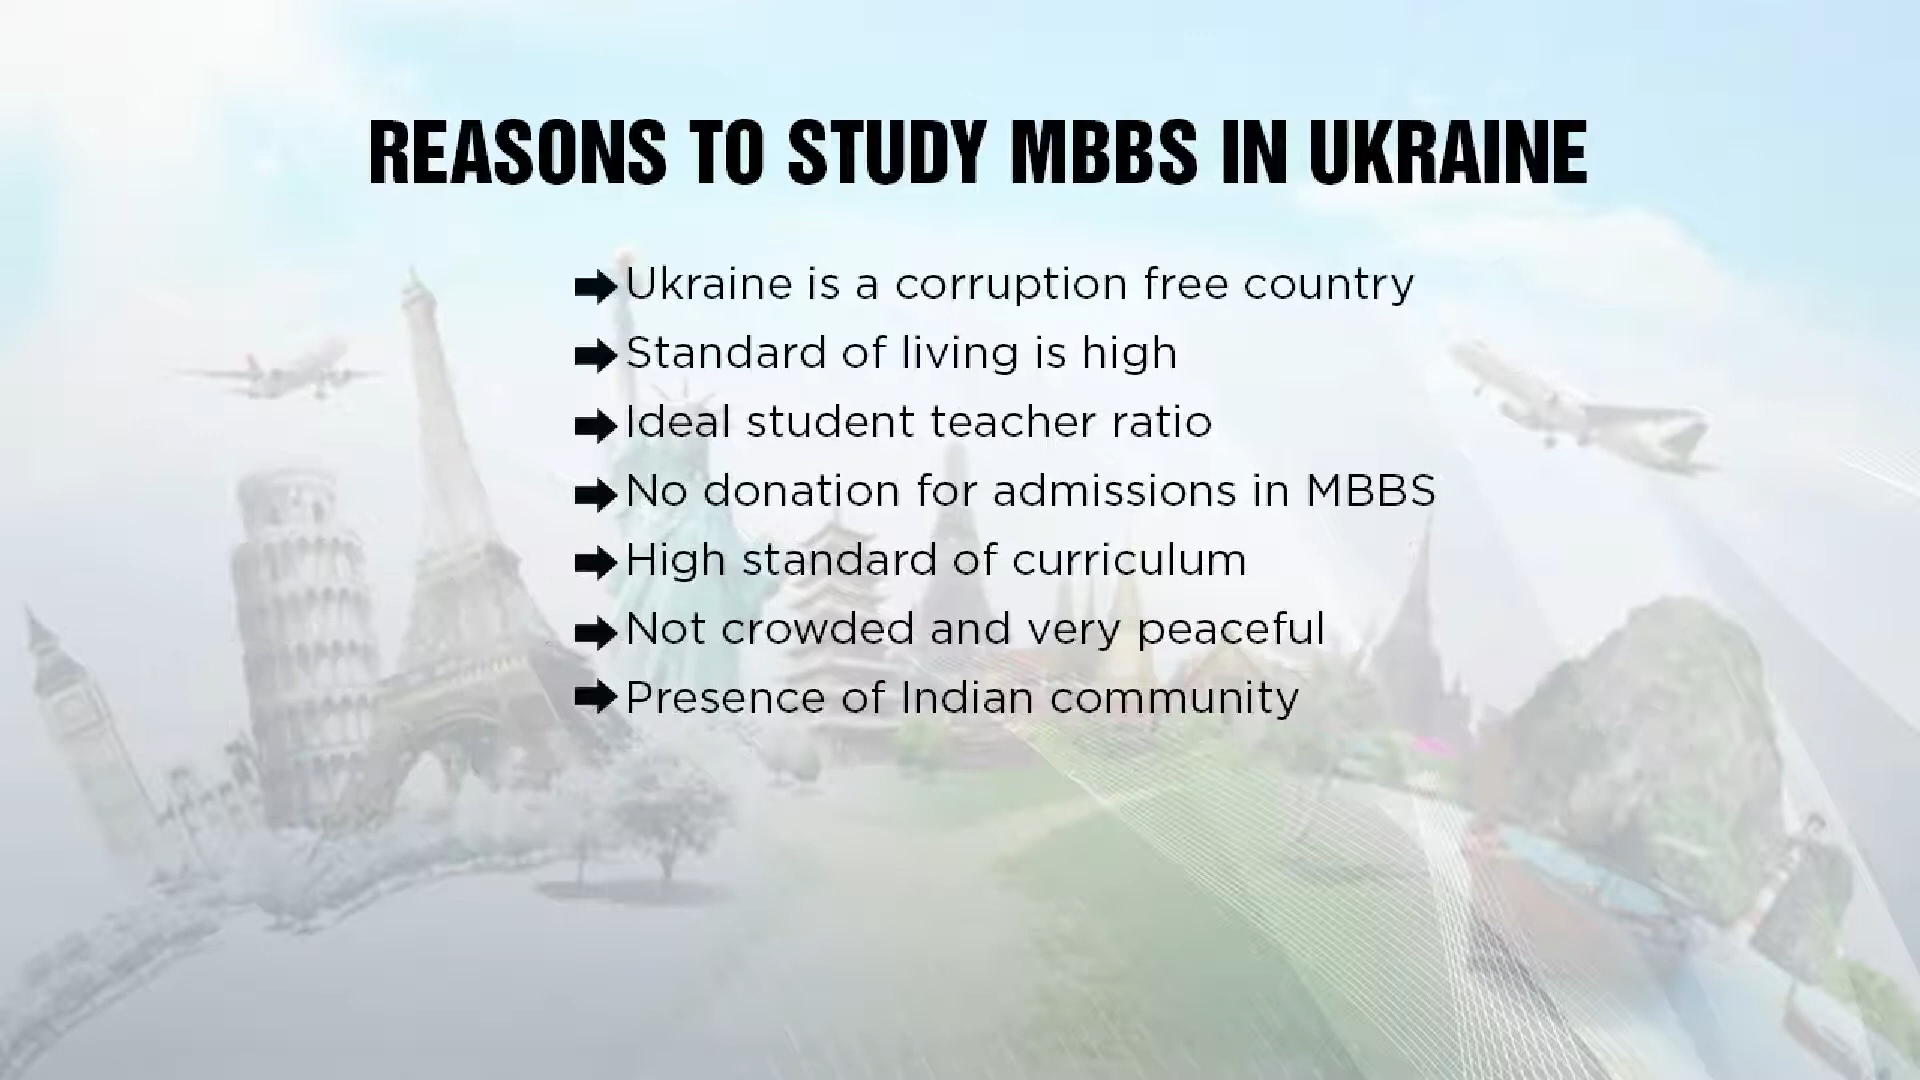 REASONS TO STUDY MBBS IN UKRAINE
Ukraine is a corruption free country
Standard of living is high
Ideal student teacher ratio
No donation for admissions in MBBS
High standard of curriculum
Not crowded and very peaceful
Presence of Indian community